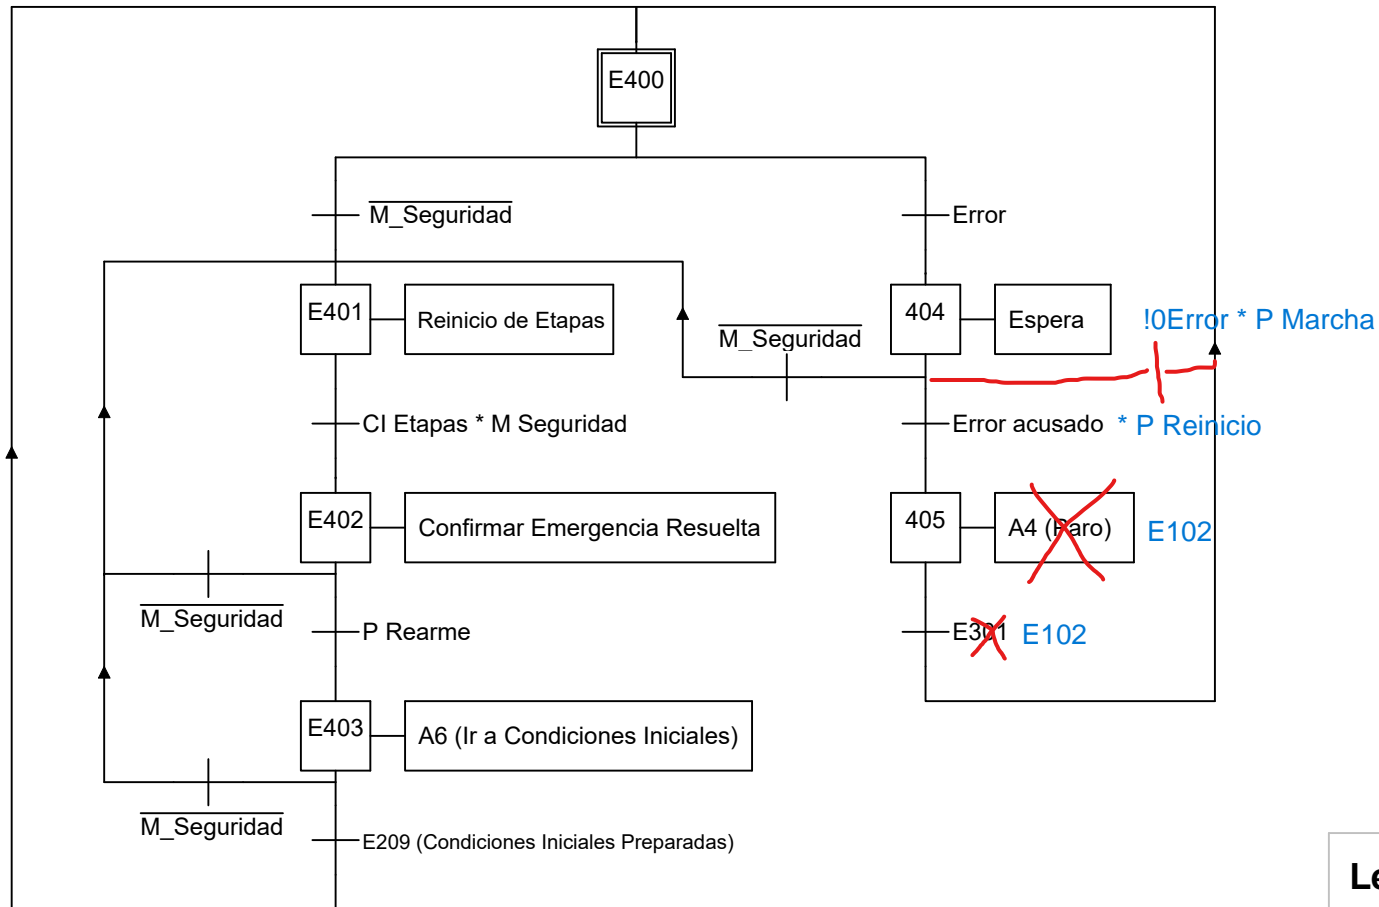 E400
M_Seguridad
Error
E401
Reinicio de Etapas
404
Espera
!0Error * P Marcha
M_Seguridad
CI Etapas * M Seguridad
Error acusado * P Reinicio
E402
Confirmar Emergencia Resuelta
405
A4 (Paro)
E102
M_Seguridad
P Rearme
E301
E102
E403
A6 (Ir a Condiciones Iniciales)
M_Seguridad
E209 (Condiciones Iniciales Preparadas)
Le